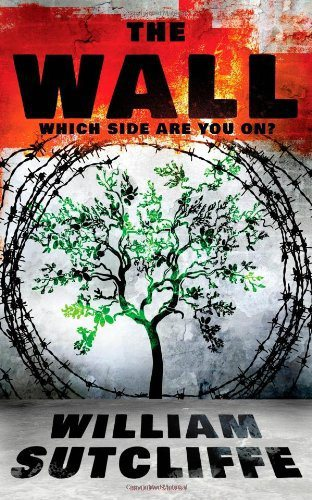 THE
WALL
WHICH SIDE ARE YOU ON?
WILLIAM
SUTCLIFFE